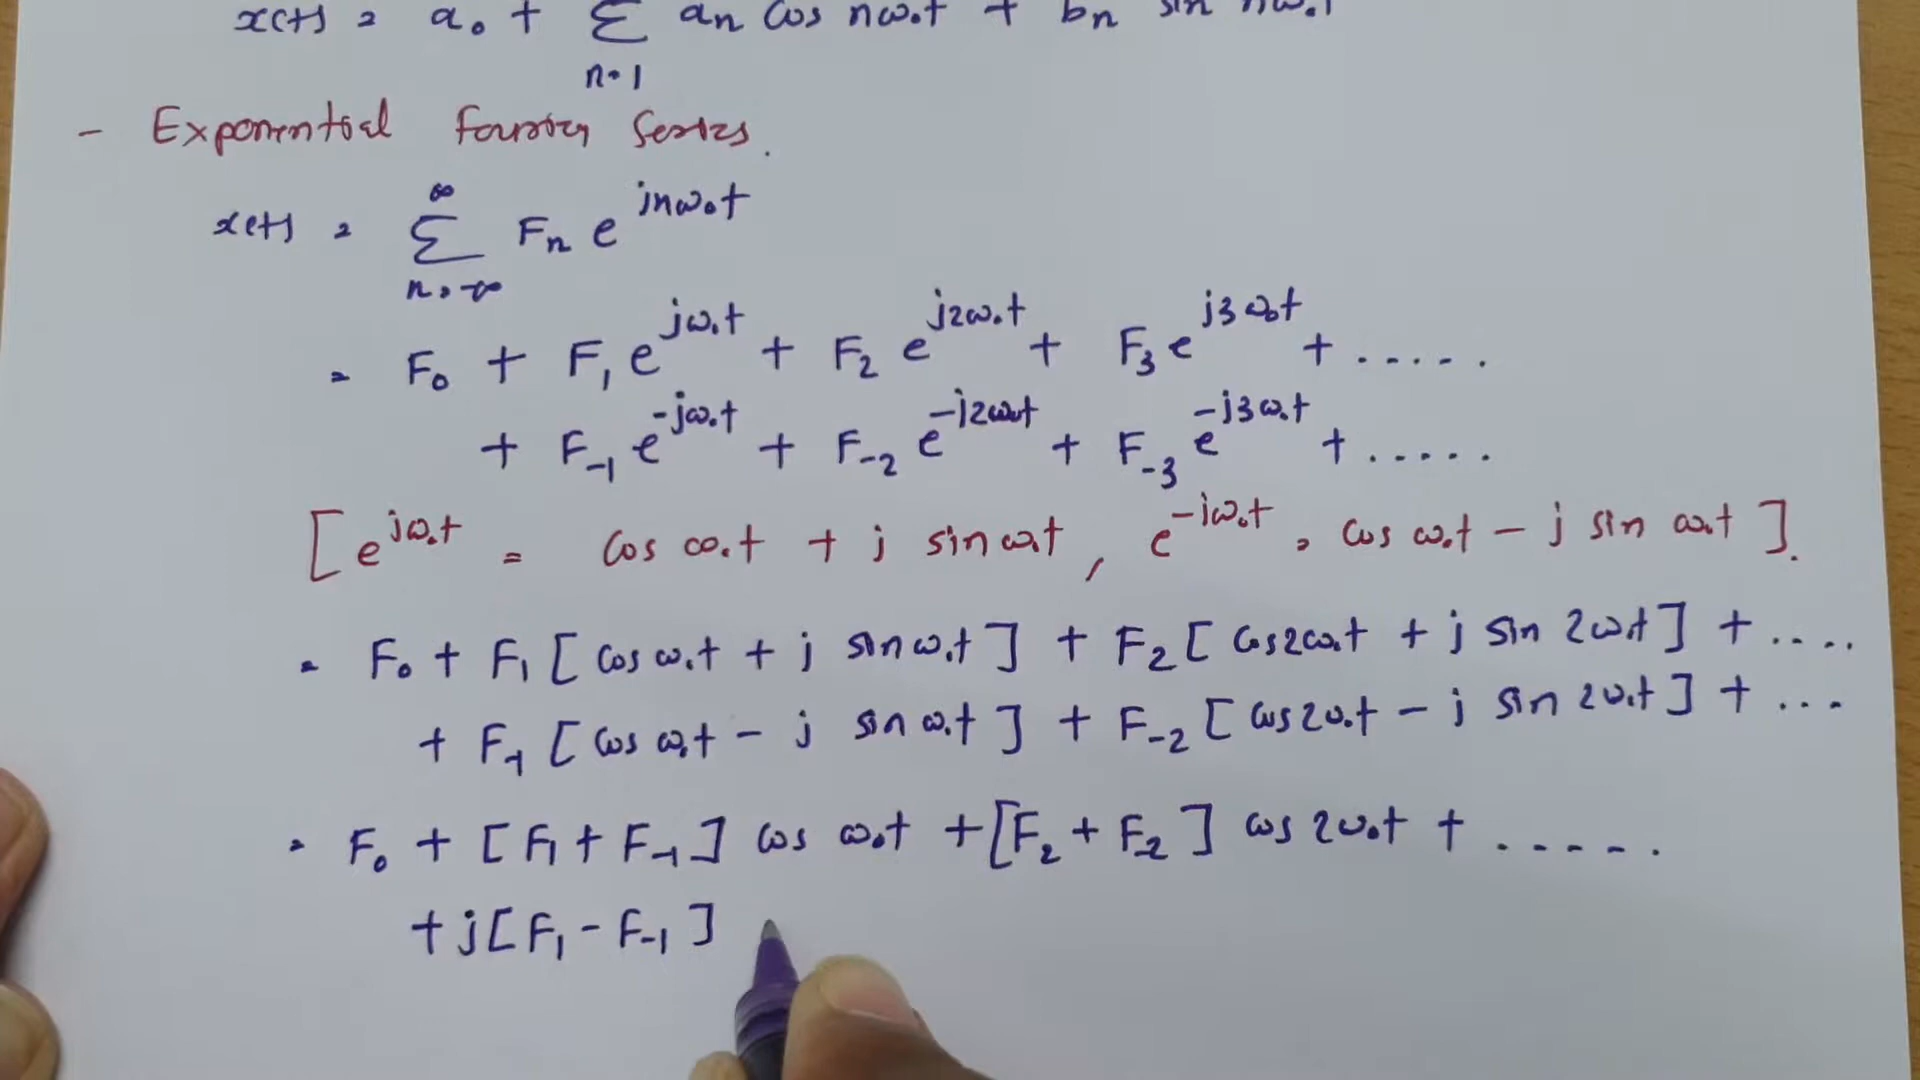 x(t) = a₀ + Σ aₙ cos nω₀t + bₙ sin nω₀t
n=1
- Exponential Fourier Series.
∞
x(t) = Σ Fₙ e^{jnω₀t}
n=-∞
= F₀ + F₁ e^{jω₀t} + F₂ e^{j2ω₀t} + F₃ e^{j3ω₀t} + .....
+ F₋₁ e^{-jω₀t} + F₋₂ e^{-j2ω₀t} + F₋₃ e^{-j3ω₀t} + .....
[e^{jω₀t} = cos ω₀t + j sin ω₀t, e^{-jω₀t} = cos ω₀t - j sin ω₀t].
= F₀ + F₁ [cos ω₀t + j sin ω₀t] + F₂ [cos 2ω₀t + j sin 2ω₀t] + ....
+ F₋₁ [cos ω₀t - j sin ω₀t] + F₋₂ [cos 2ω₀t - j sin 2ω₀t] + ...
= F₀ + [F₁ + F₋₁] cos ω₀t + [F₂ + F₋₂] cos 2ω₀t + ......
+ j[F₁ - F₋₁]